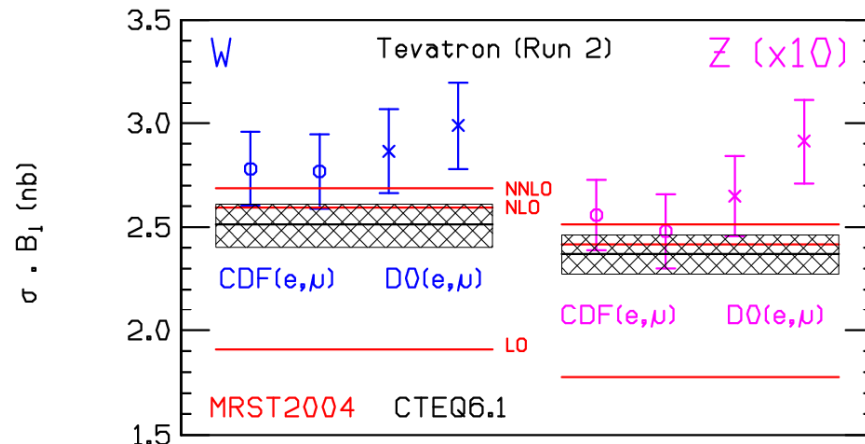 3.5
W Tevatron (Run 2) Z (x10)
3.0
NNLO
NLO
2.5
CDF(e,μ) D0(e,μ)
CDF(e,μ) D0(e,μ)
2.0
LO
MRST2004 CTEQ6.1
1.5
σ . Bl (nb)